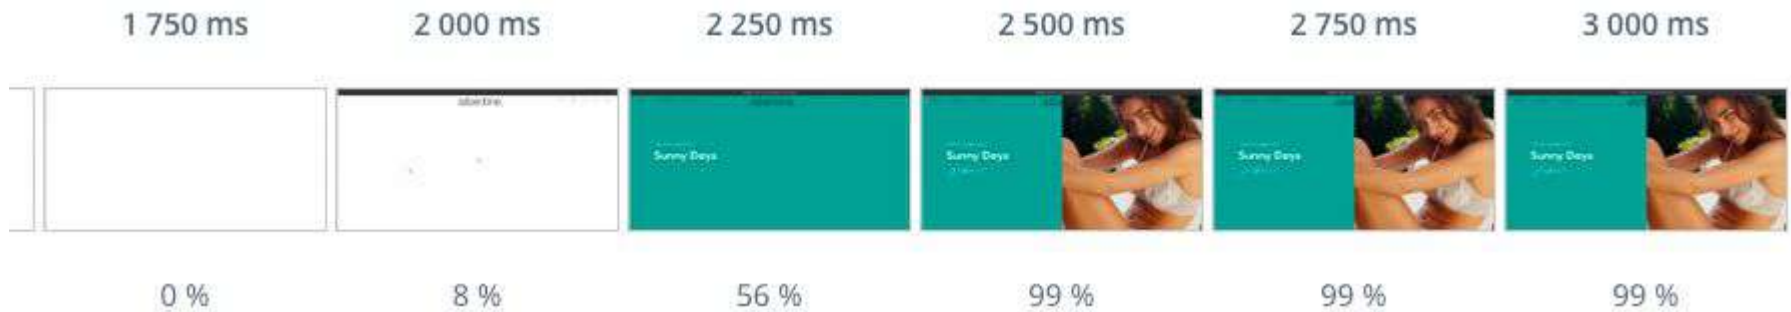 1 750 ms 2 000 ms 2 250 ms 2 500 ms 2 750 ms 3 000 ms
albertine.
Sunny Days Sunny Days Sunny Days Sunny Days
0 % 8 % 56 % 99 % 99 % 99 %